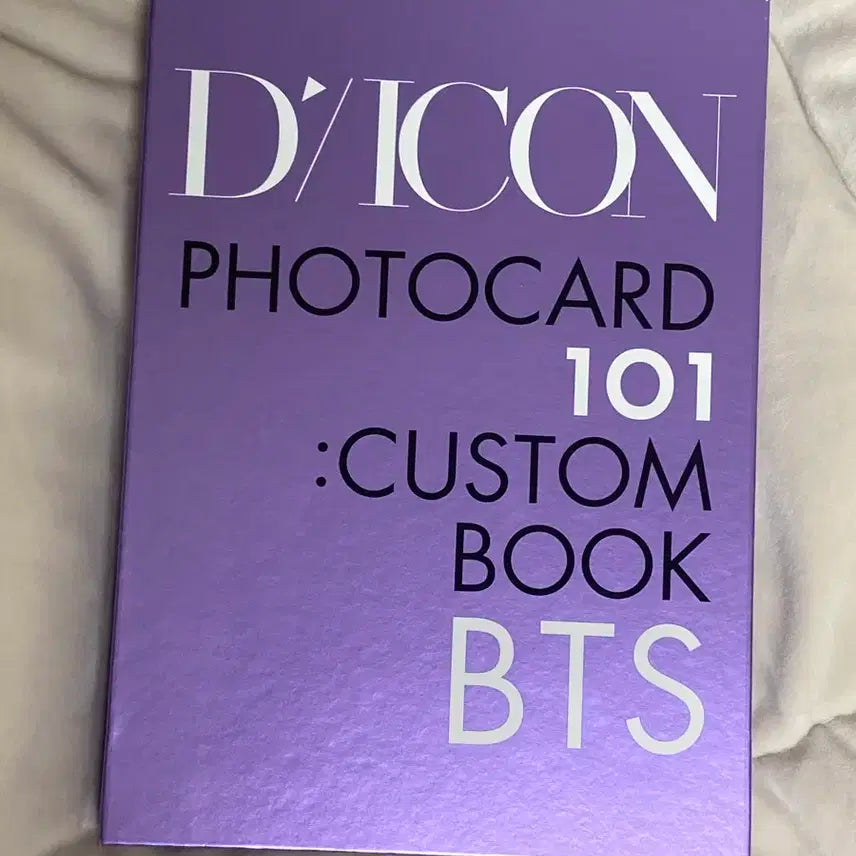 D'/ICON
PHOTOCARD
101
:CUSTOM
BOOK
BTS